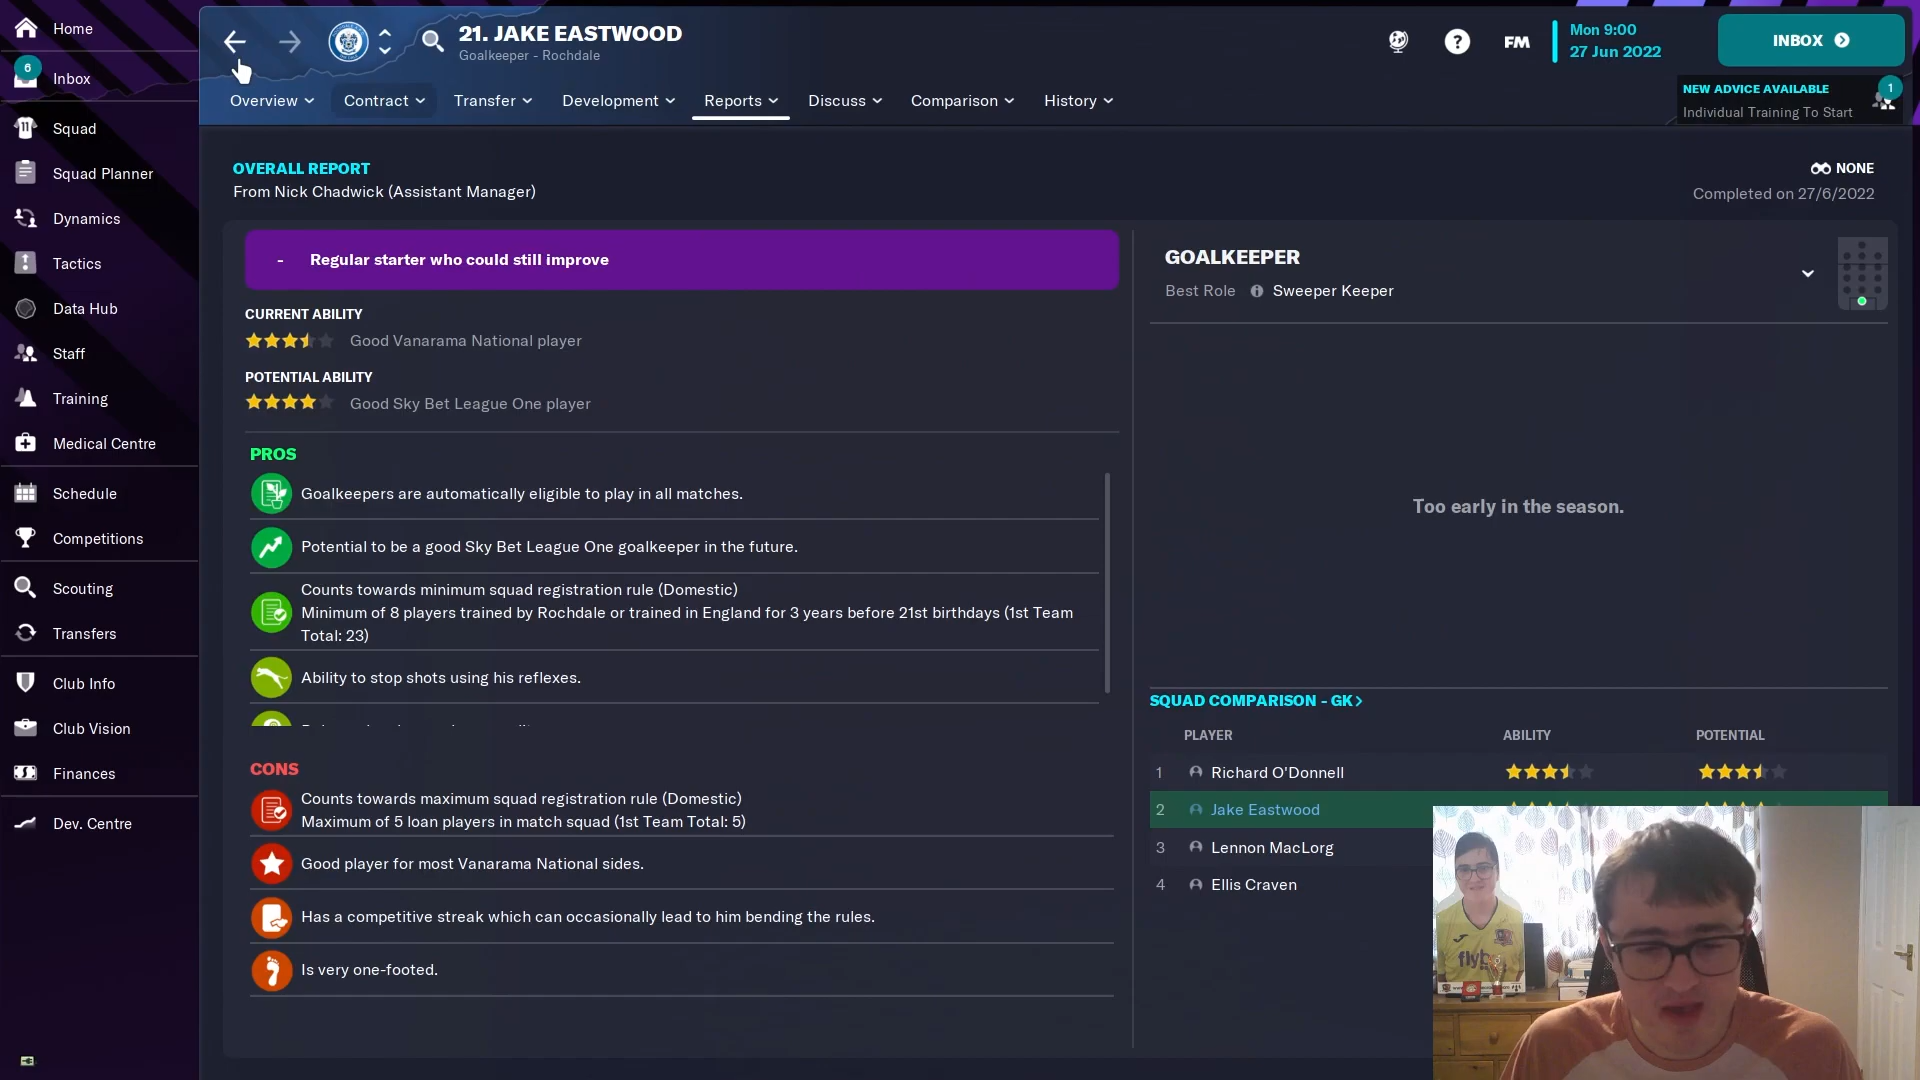 Home
6
Inbox
Squad
Squad Planner
Dynamics
Tactics
Data Hub
Staff
Training
Medical Centre
Schedule
Competitions
Scouting
Transfers
Club Info
Club Vision
Finances
Dev. Centre
21. JAKE EASTWOOD
Goalkeeper - Rochdale
?
FM
Mon 9:00
27 Jun 2022
INBOX
Overview
Contract
Transfer
Development
Reports
Discuss
Comparison
History
NEW ADVICE AVAILABLE
1
Individual Training To Start
OVERALL REPORT
From Nick Chadwick (Assistant Manager)
NONE
Completed on 27/6/2022
- Regular starter who could still improve
CURRENT ABILITY
Good Vanarama National player
POTENTIAL ABILITY
Good Sky Bet League One player
PROS
Goalkeepers are automatically eligible to play in all matches.
Potential to be a good Sky Bet League One goalkeeper in the future.
Counts towards minimum squad registration rule (Domestic)
Minimum of 8 players trained by Rochdale or trained in England for 3 years before 21st birthdays (1st Team
Total: 23)
Ability to stop shots using his reflexes.
CONS
Counts towards maximum squad registration rule (Domestic)
Maximum of 5 loan players in match squad (1st Team Total: 5)
Good player for most Vanarama National sides.
Has a competitive streak which can occasionally lead to him bending the rules.
Is very one-footed.
GOALKEEPER
Best Role Sweeper Keeper
Too early in the season.
SQUAD COMPARISON - GK
PLAYER ABILITY POTENTIAL
1 Richard O'Donnell
2 Jake Eastwood
3 Lennon MacLorg
4 Ellis Craven